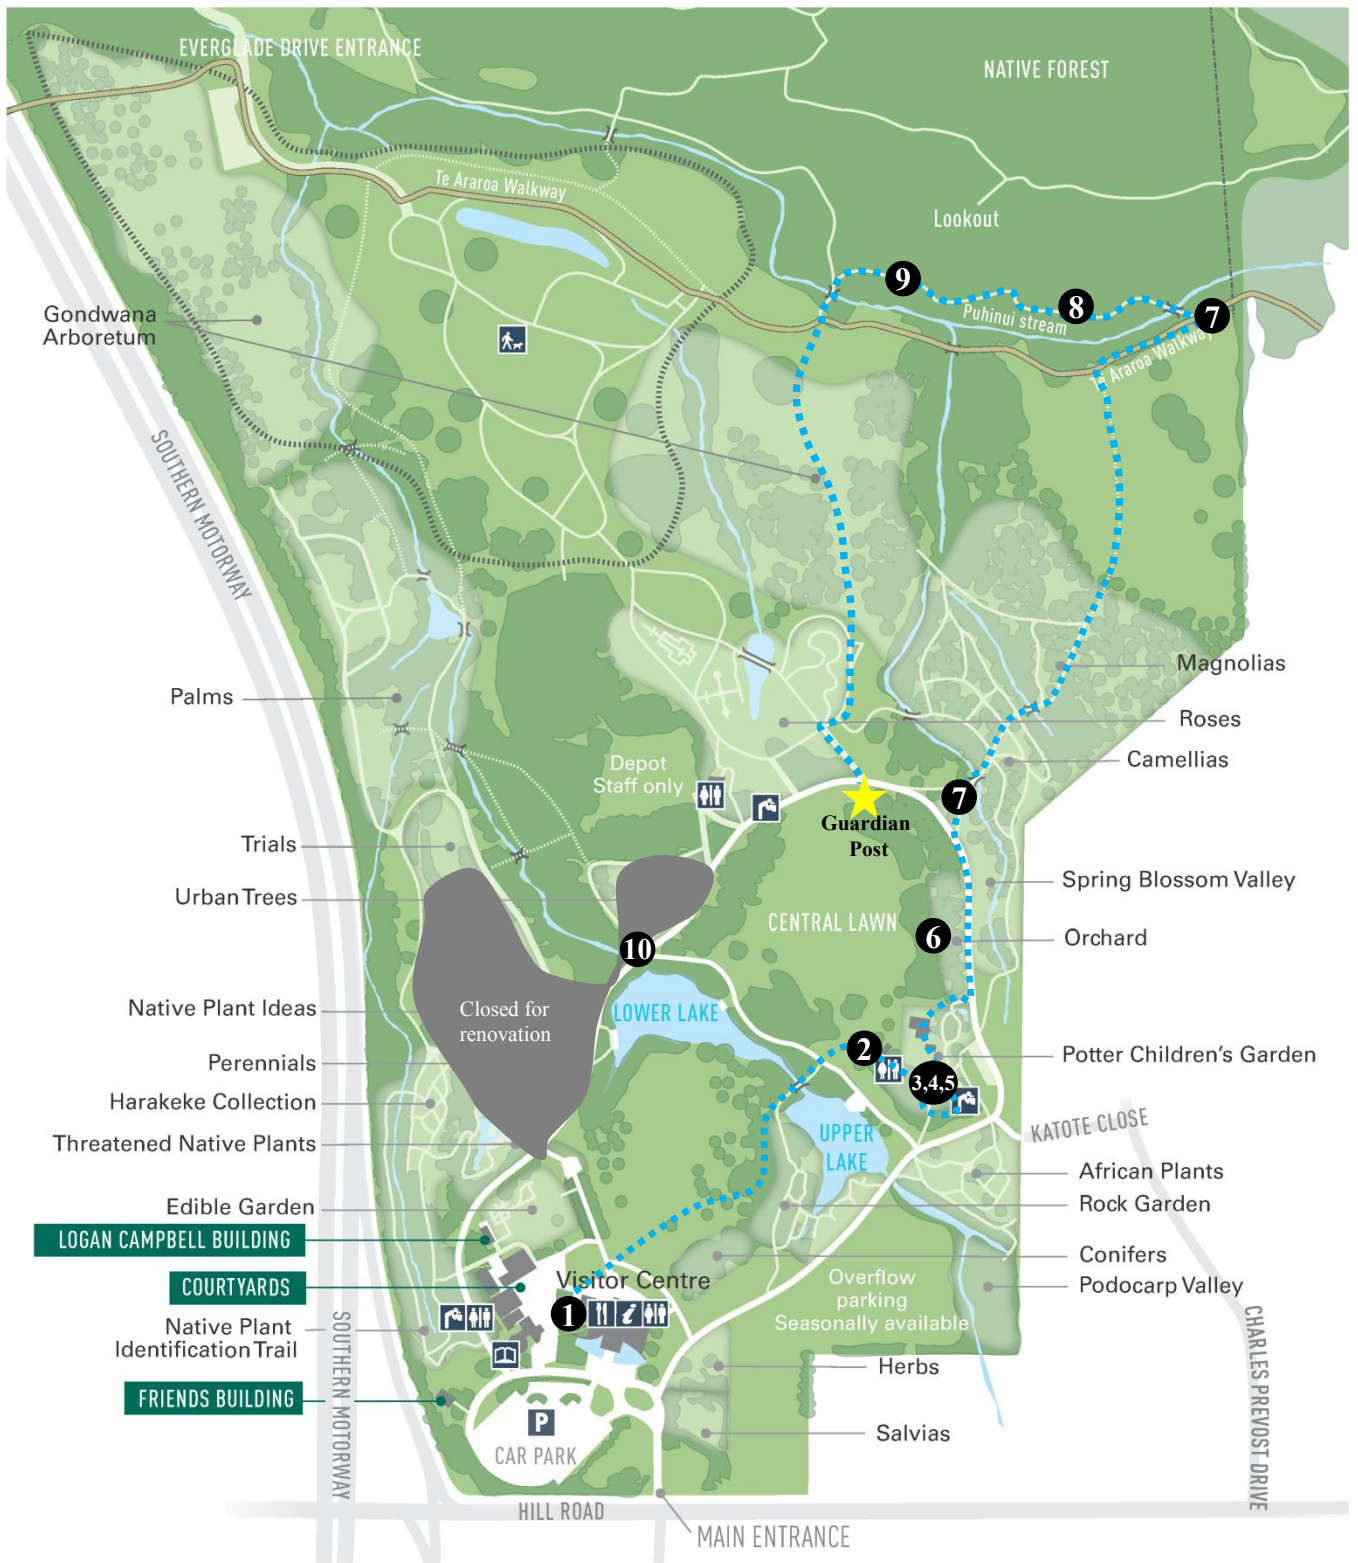 EVERGLADE DRIVE ENTRANCE
NATIVE FOREST
Te Araroa Walkway
Lookout
9
8
7
Puhinui stream
Te Araroa Walkway
Gondwana
Arboretum
SOUTHERN MOTORWAY
Magnolias
Palms
Roses
Camellias
Depot
Staff only
7
Guardian
Post
Trials
Urban Trees
Spring Blossom Valley
CENTRAL LAWN
6
Orchard
10
Native Plant Ideas
Closed for
renovation
LOWER LAKE
2
Potter Children's Garden
Perennials
3,4,5
Harakeke Collection
KATOTE CLOSE
Threatened Native Plants
UPPER
LAKE
African Plants
Edible Garden
Rock Garden
LOGAN CAMPBELL BUILDING
Conifers
COURTYARDS
Visitor Centre
Overflow
parking
Seasonally available
Podocarp Valley
1
i
Native Plant
Identification Trail
SOUTHERN MOTORWAY
CHARLES PREVOST DRIVE
Herbs
FRIENDS BUILDING
P
CAR PARK
Salvias
HILL ROAD
MAIN ENTRANCE